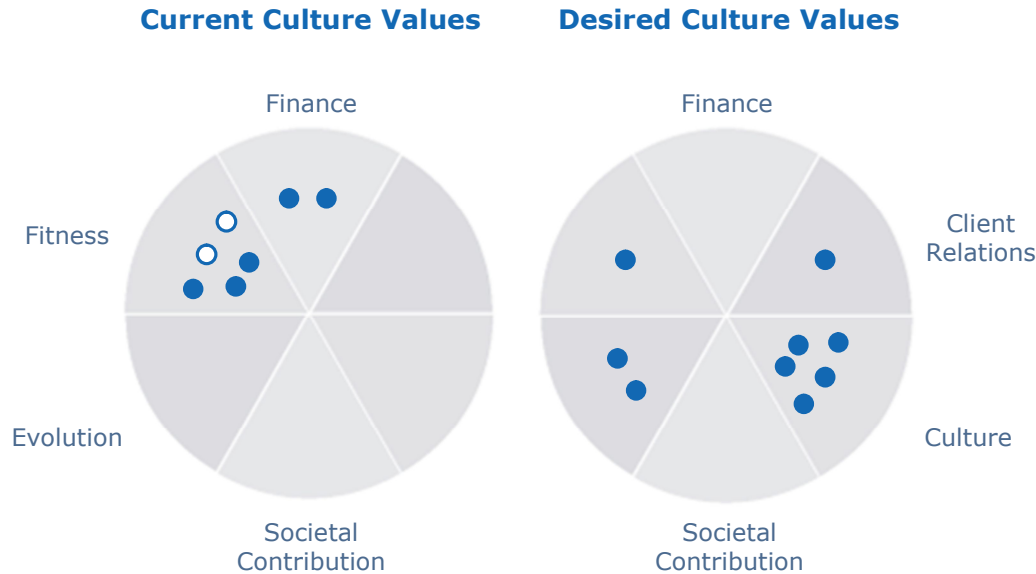 Current Culture Values
Desired Culture Values
Finance
Finance
Fitness
Client
Relations
Evolution
Culture
Societal
Contribution
Societal
Contribution